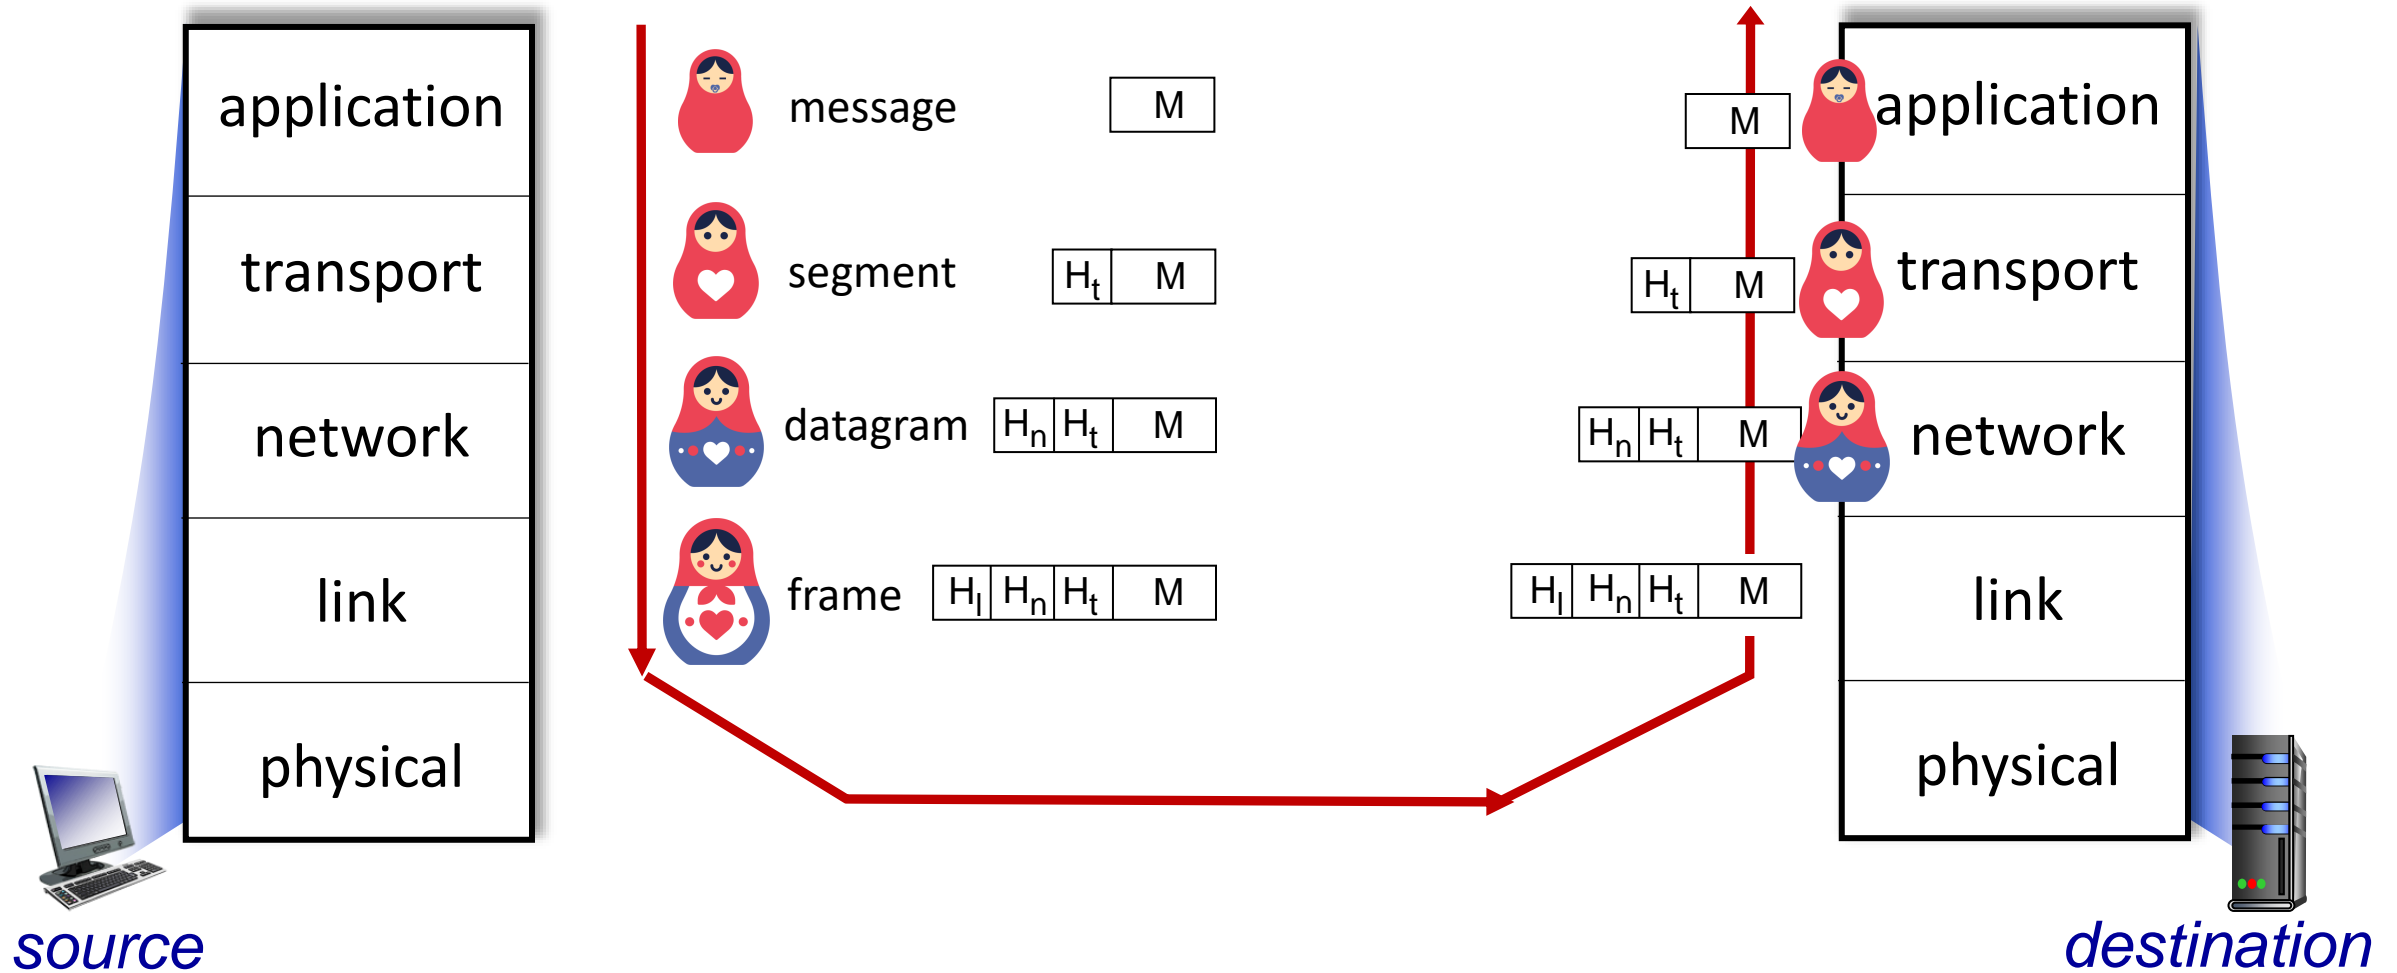 application
transport
network
link
physical
source
message M
segment Ht M
datagram Hn Ht M
frame Hl Hn Ht M
M
Ht M
Hn Ht M
Hl Hn Ht M
application
transport
network
link
physical
destination